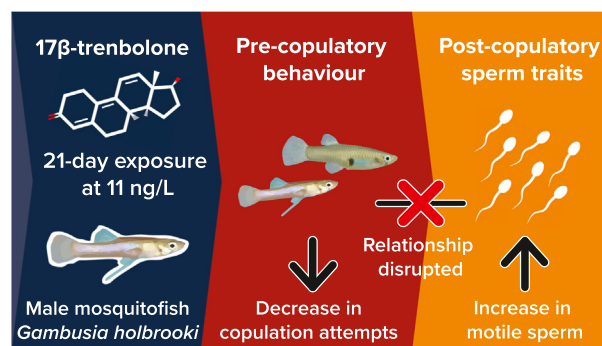 17β-trenbolone
21-day exposure
at 11 ng/L
Male mosquitofish
Gambusia holbrooki
Pre-copulatory
behaviour
Decrease in
copulation attempts
Relationship
disrupted
Post-copulatory
sperm traits
Increase in
motile sperm